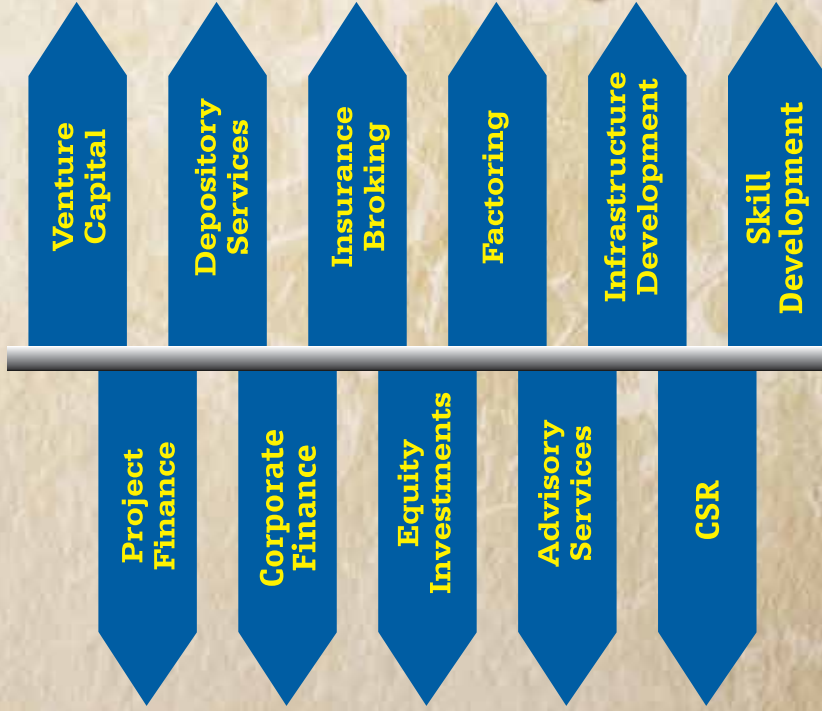 Venture
Capital
Depository
Services
Insurance
Broking
Factoring
Infrastructure
Development
Skill
Development
Project
Finance
Corporate
Finance
Equity
Investments
Advisory
Services
CSR